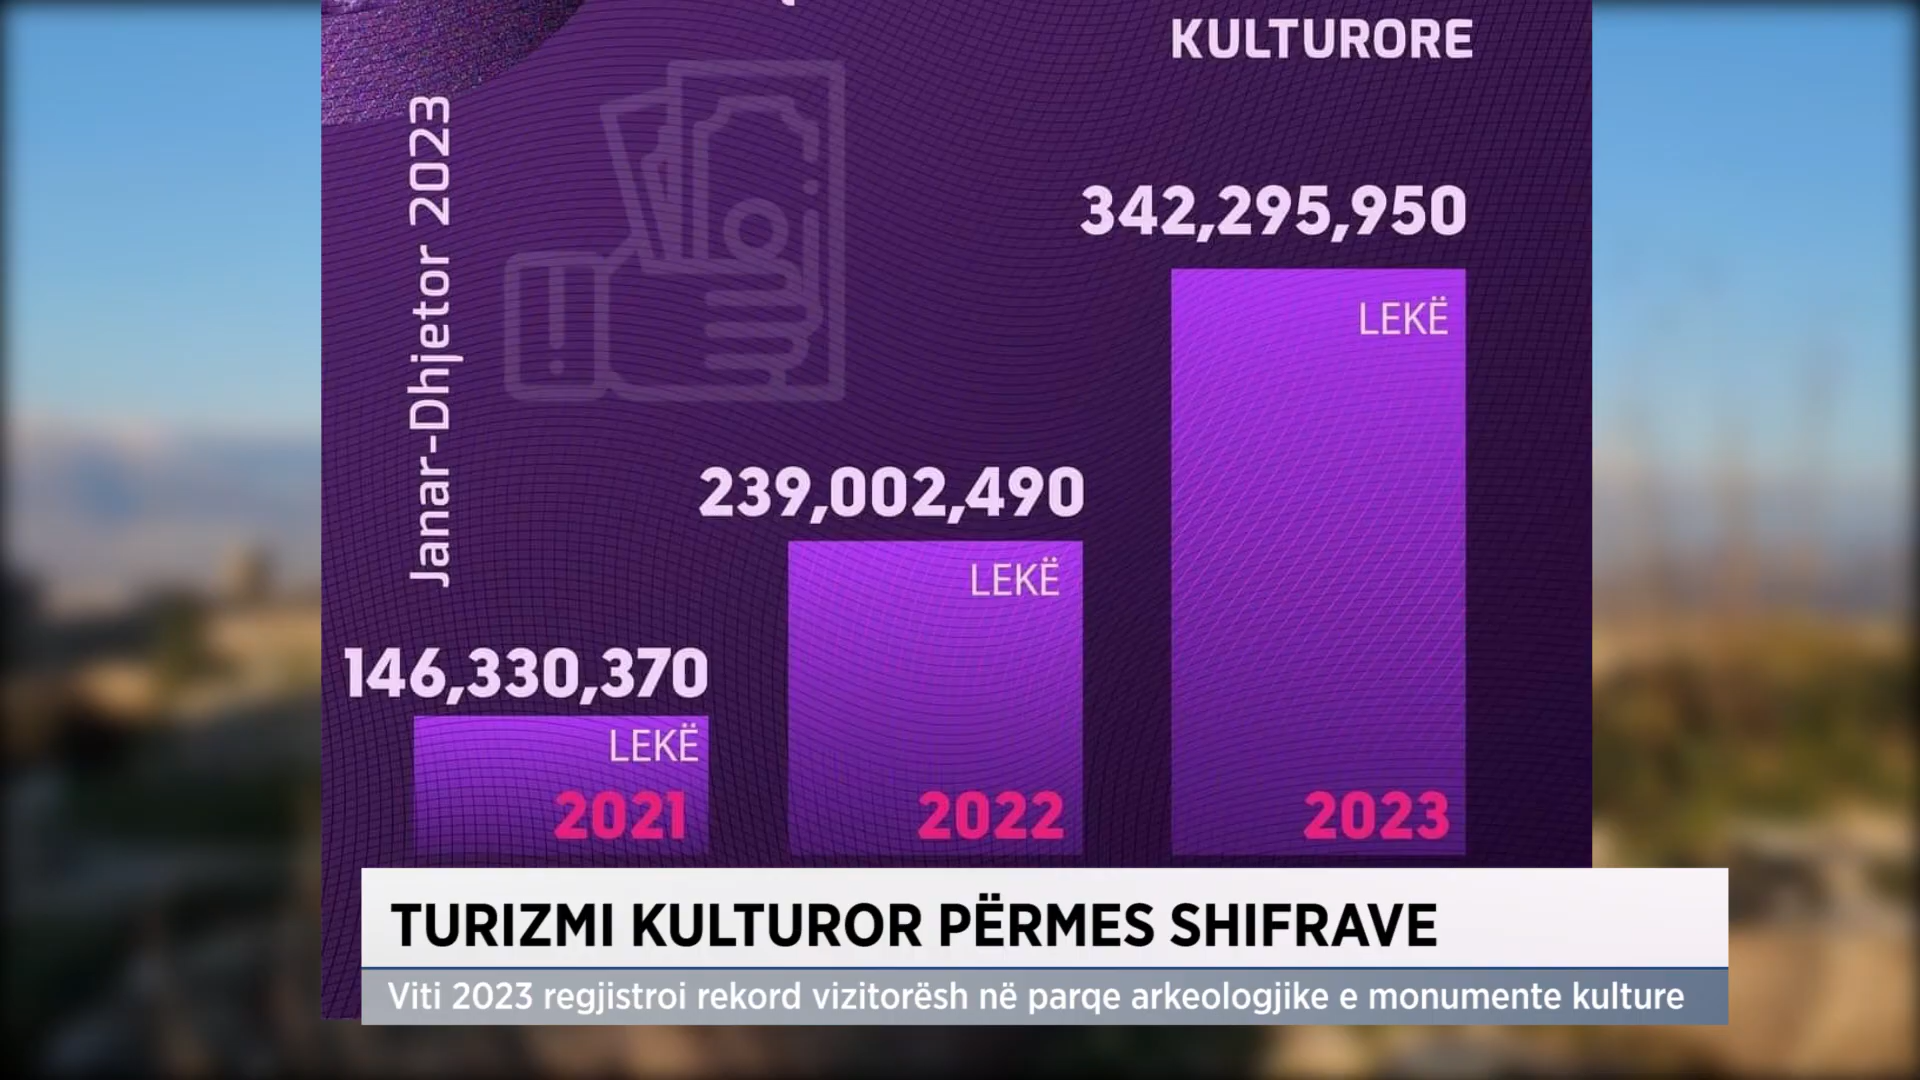 KULTURORE
Janar-Dhjetor 2023
342,295,950
LEKË
239,002,490
LEKË
146,330,370
LEKË
2021
2022
2023
TURIZMI KULTUROR PËRMES SHIFRAVE
Viti 2023 regjistroi rekord vizitorësh në parqe arkeologjike e monumente kulture